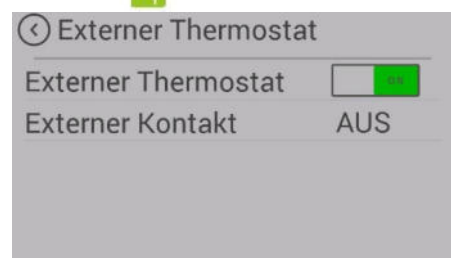 Externer Thermostat
Externer Thermostat ON
Externer Kontakt AUS